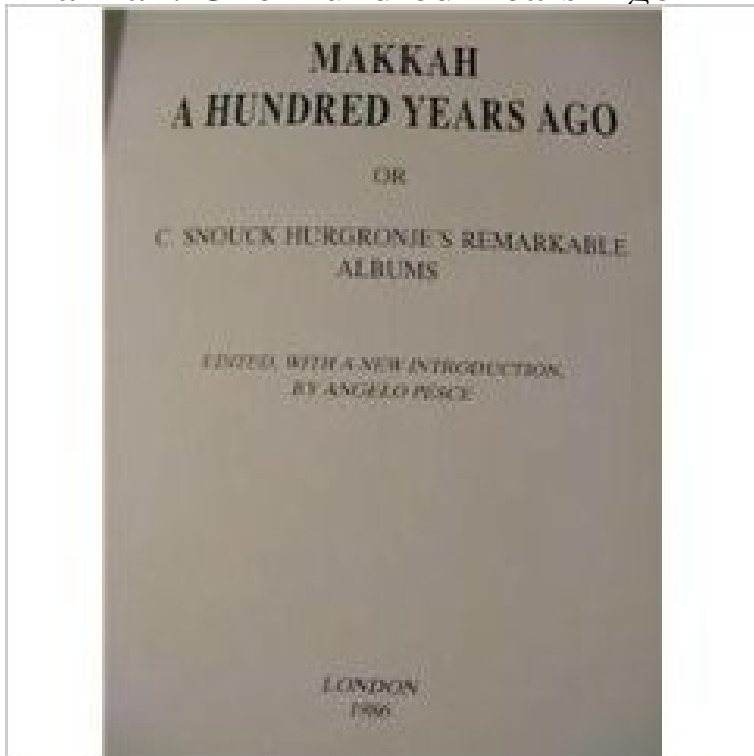 MAKKAH
A HUNDRED YEARS AGO
OR
C. SNOUCK HURGRONJE'S REMARKABLE
ALBUMS
EDITED, WITH A NEW INTRODUCTION,
BY ANGELO PESCE
LONDON
1986